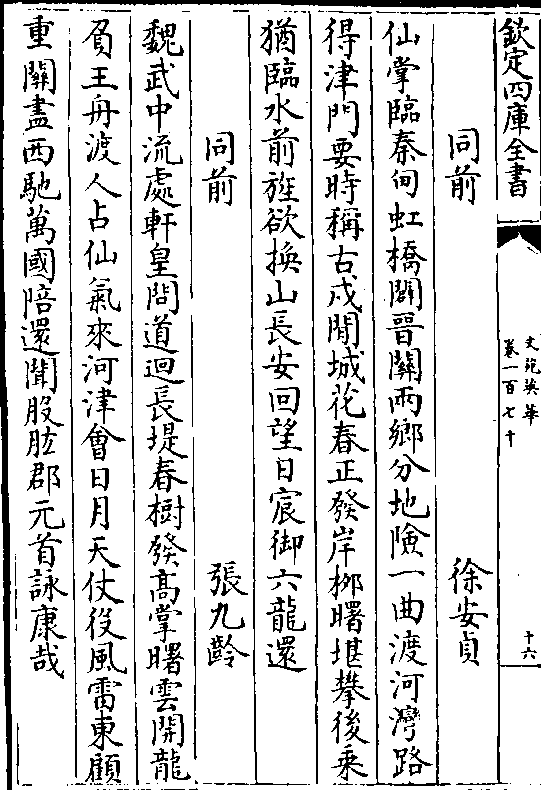 欽定四庫全書
文苑英華
卷一百七十
十六
同前
徐安貞
仙掌臨秦甸虹橋闢晉關兩鄉分地險一曲渡河灣路
得津門要時稱古戍閒城花春正發岸柳曙堪攀後乗
猶臨水前旌欲換山長安回望日宸御六龍還
同前
張九齡
魏武中流處軒皇問道迴長堤春樹發髙掌曙雲開龍
負王舟渡人占仙氣來河津會日月天仗役風雷東顧
重關盡西馳萬國陪還聞股肱郡元首詠康哉